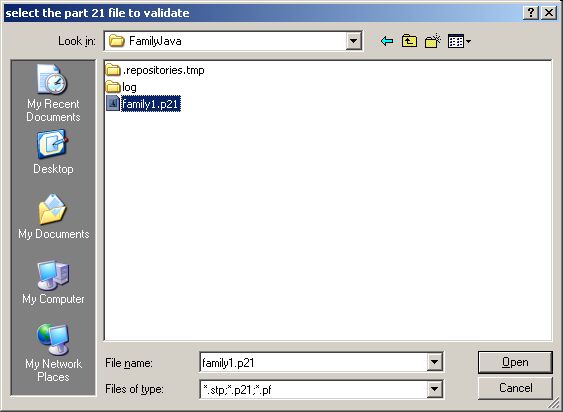 select the part 21 file to validate
Look in:
FamilyJava
.repositories.tmp
log
family1.p21
My Recent
Documents
Desktop
My Documents
My Computer
My Network
Places
File name:
family1.p21
Open
Files of type:
*.stp;*.p21;*.pf
Cancel